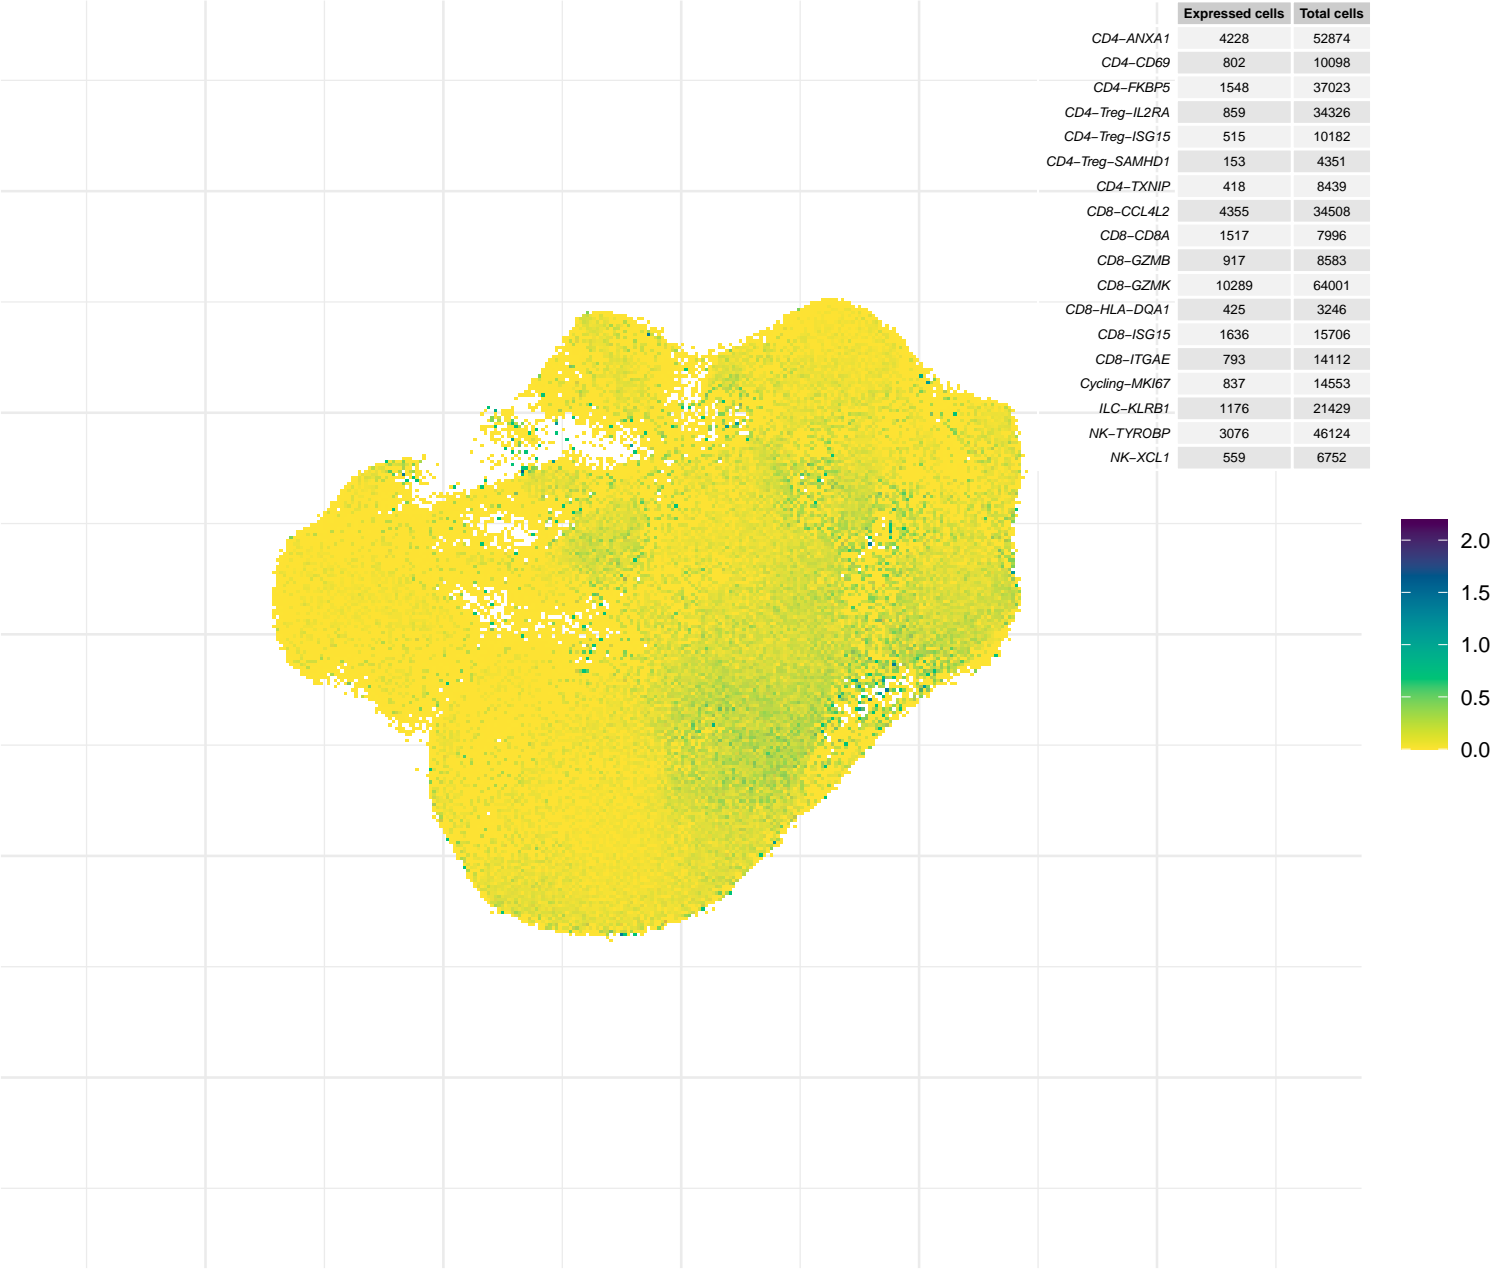 Expressed cells Total cells
CD4−ANXA1 4228 52874
CD4−CD69 802 10098
CD4−FKBP5 1548 37023
CD4−Treg−IL2RA 859 34326
CD4−Treg−ISG15 515 10182
CD4−Treg−SAMHD1 153 4351
CD4−TXNIP 418 8439
CD8−CCL4L2 4355 34508
CD8−CD8A 1517 7996
CD8−GZMB 917 8583
CD8−GZMK 10289 64001
CD8−HLA−DQA1 425 3246
CD8−ISG15 1636 15706
CD8−ITGAE 793 14112
Cycling−MKI67 837 14553
ILC−KLRB1 1176 21429
NK−TYROBP 3076 46124
NK−XCL1 559 6752
2.0
1.5
1.0
0.5
0.0